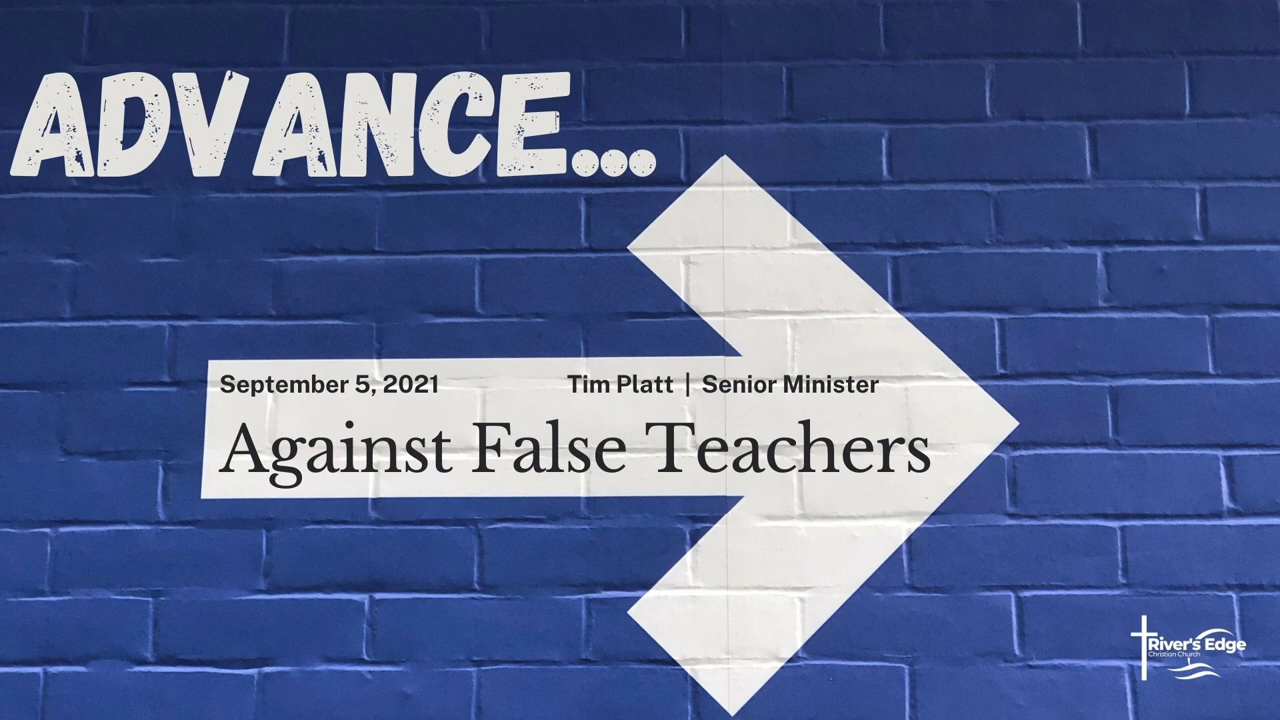 ADVANCE...
September 5, 2021
Tim Platt | Senior Minister
Against False Teachers
River's Edge
Christian Church